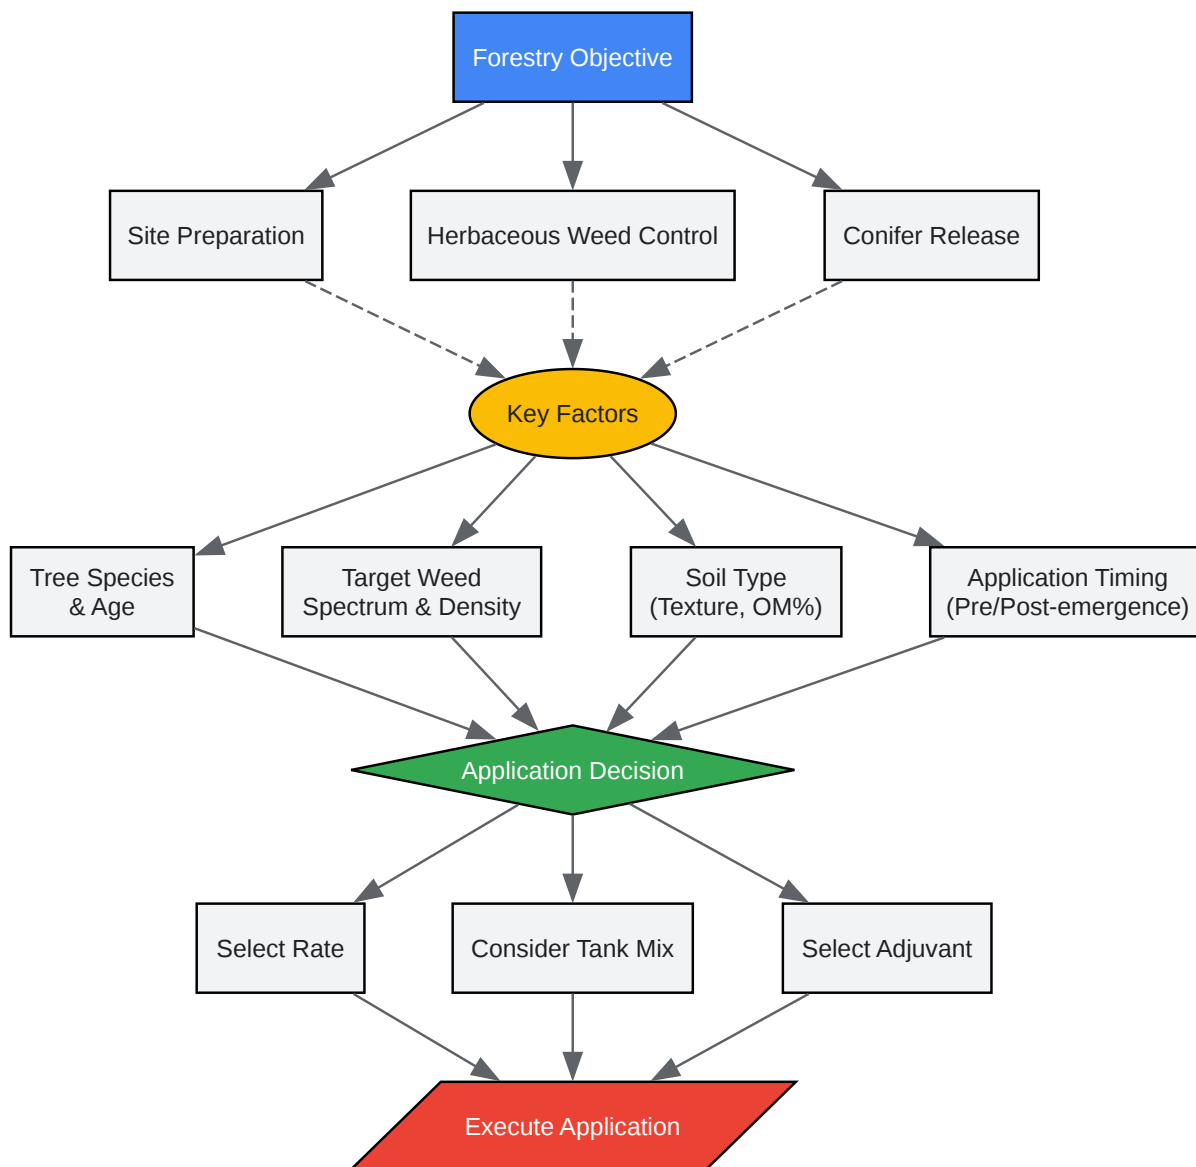 Forestry Objective
Site Preparation
Herbaceous Weed Control
Conifer Release
Key Factors
Tree Species
& Age
Target Weed
Spectrum & Density
Soil Type
(Texture, OM%)
Application Timing
(Pre/Post-emergence)
Application Decision
Select Rate
Consider Tank Mix
Select Adjuvant
Execute Application